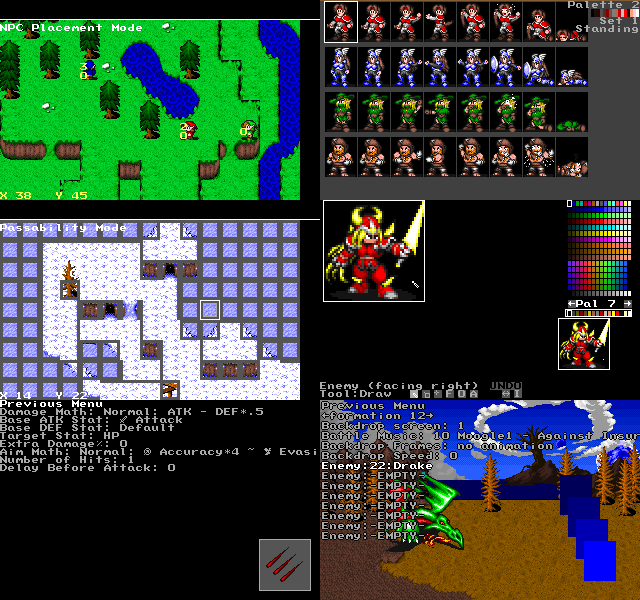 NPC Placement Mode
3
0
2
0
0
X 38 Y 45
Palette 2
Set 1
Standing
Passability Mode
←Pal 7 →
Enemy (facing right) UNDO
Tool:Draw
Previous Menu
Damage Math: Normal: ATK - DEF*.5
Base ATK Stat: Attack
Base DEF Stat: Default
Target Stat: HP
Extra Damage%: 0
Aim Math: Normal: @ Accuracy*4 ~ Evasi
Number of Hits: 1
Delay Before Attack: 0
Previous Menu
←Formation 12→
Backdrop screen: 1
Battle Music: 10 Moogle1 - Against Insur
Backdrop Frames: no animation
Backdrop Speed: 0
Enemy:22:Drake
Enemy:-EMPTY-
Enemy:-EMPTY-
Enemy:-EMPTY-
Enemy:-EMPTY-
Enemy:-EMPTY-
Enemy:-EMPTY-
Enemy:-EMPTY-